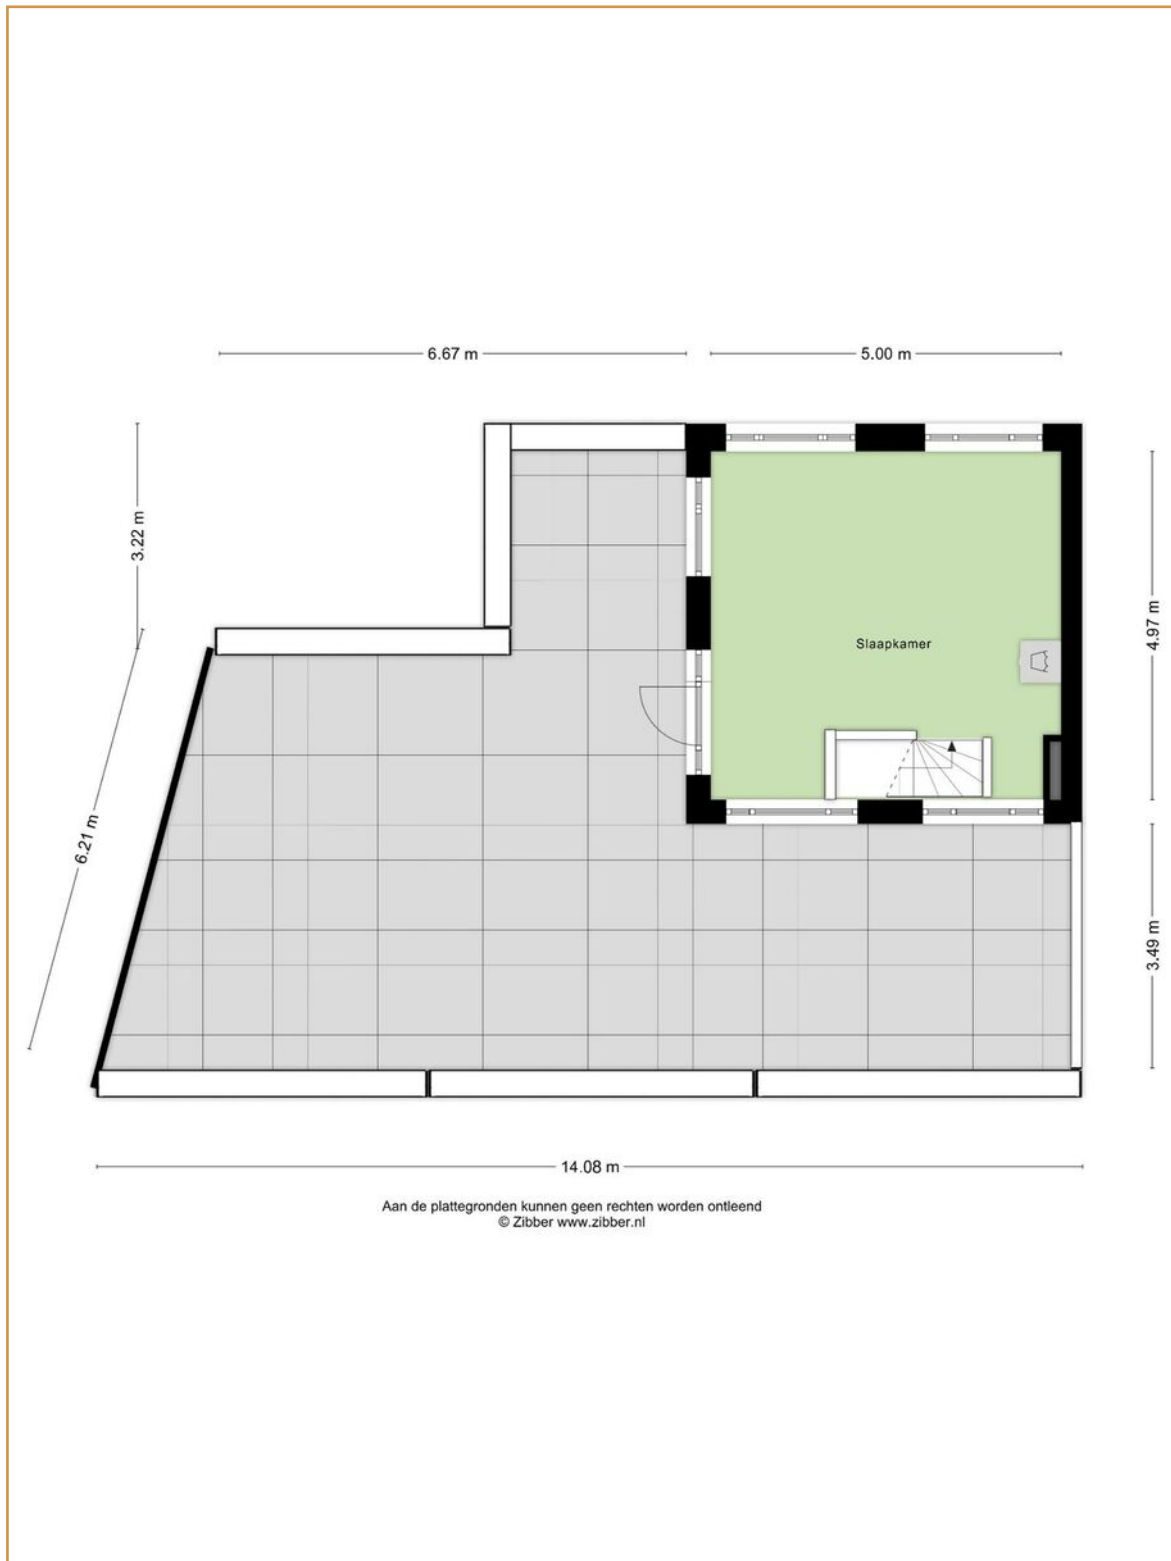 6.67 m
5.00 m
3.22 m
4.97 m
Slaapkamer
6.21 m
3.49 m
14.08 m
Aan de plattegronden kunnen geen rechten worden ontleend
© Zibber www.zibber.nl